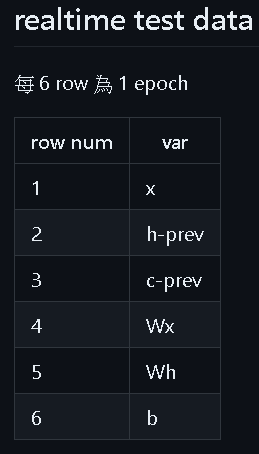 realtime test data
每 6 row 為 1 epoch
row num var
1 x
2 h-prev
3 c-prev
4 Wx
5 Wh
6 b